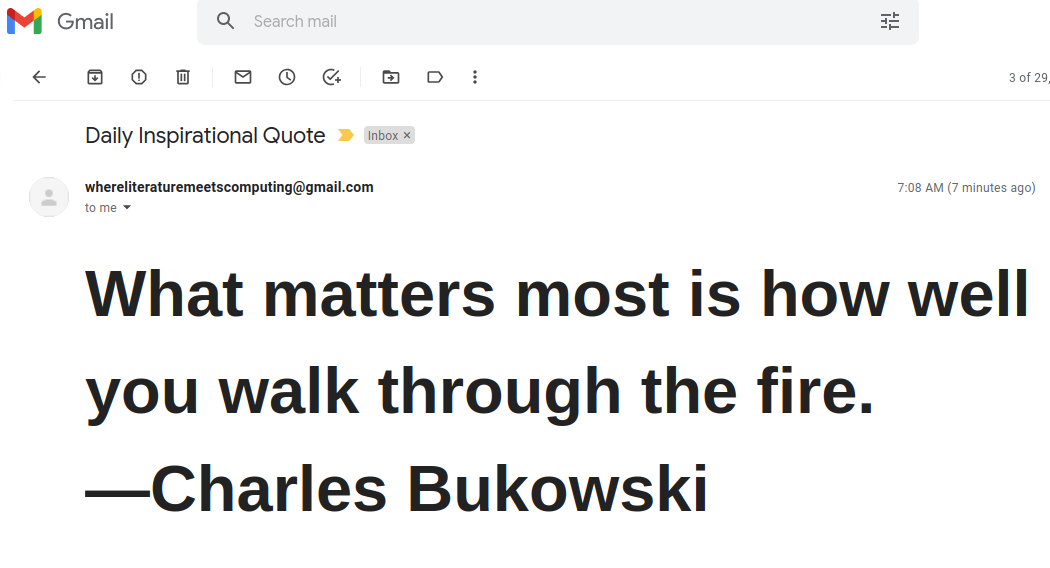 Gmail
Search mail
3 of 29,
Daily Inspirational Quote
Inbox ×
whereliteraturemeetscomputing@gmail.com
7:08 AM (7 minutes ago)
to me
What matters most is how well
you walk through the fire.
—Charles Bukowski